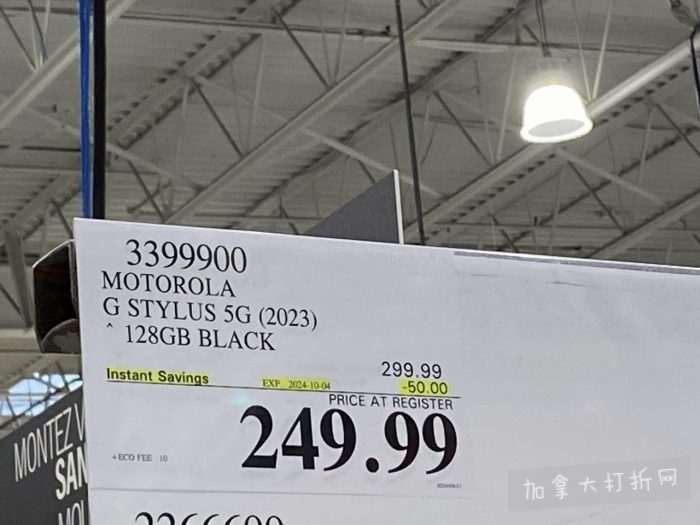 3399900
MOTOROLA
G STYLUS 5G (2023)
^ 128GB BLACK
299.99
Instant Savings EXP 2024-10-04 -50.00
PRICE AT REGISTER
249.99
+ECO FEE 10
MONTEZ V
SAN
MOI
加拿大打折网